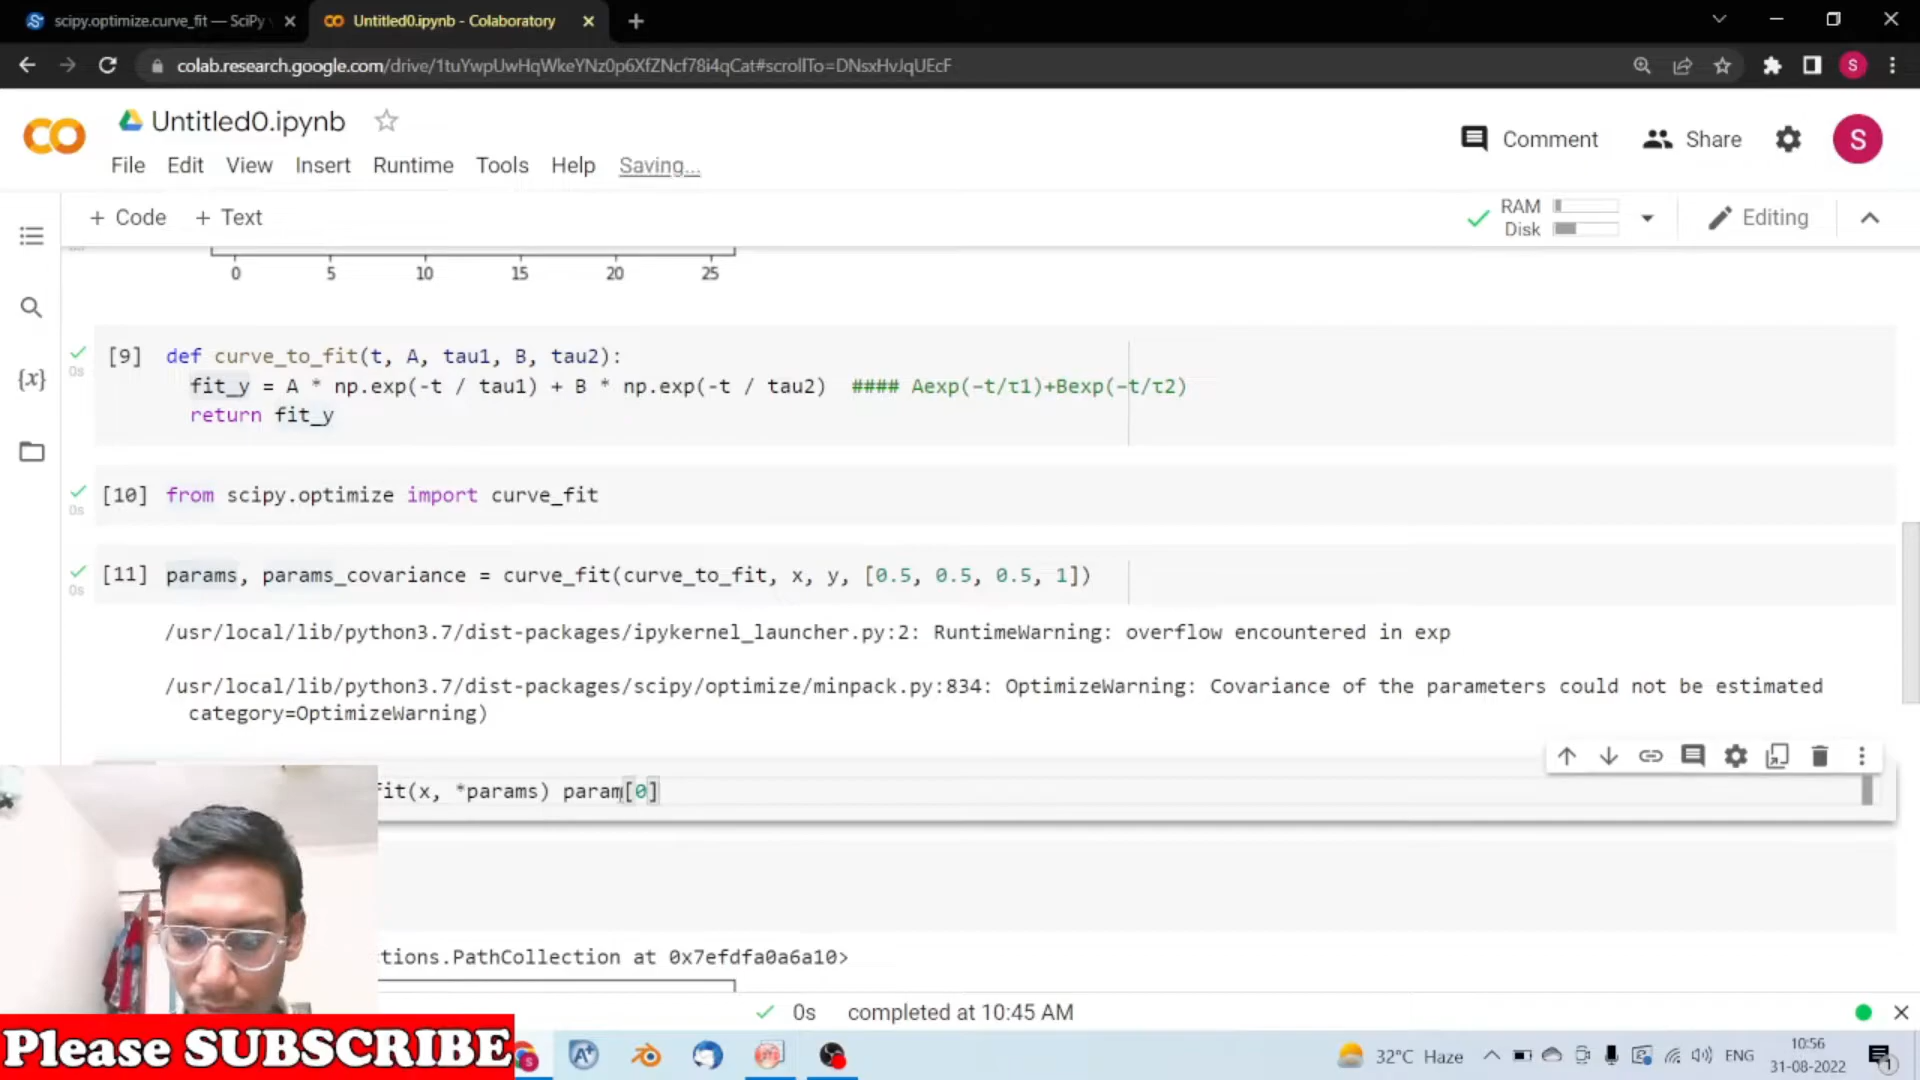 scipy.optimize.curve_fit — SciPy
Untitled0.ipynb - Colaboratory
colab.research.google.com/drive/1tuYwpUwHqWkeYNz0p6XfZNcf78i4qCat#scrollTo=DNsxHvJqUEcF
S
CO
Untitled0.ipynb
Comment
Share
S
File Edit View Insert Runtime Tools Help Saving...
+ Code + Text
RAM
Disk
Editing
0 5 10 15 20 25
{x}
[9] def curve_to_fit(t, A, tau1, B, tau2):
0s
fit_y = A * np.exp(-t / tau1) + B * np.exp(-t / tau2) #### Aexp(−t/τ1)+Bexp(−t/τ2)
return fit_y
[10] from scipy.optimize import curve_fit
0s
[11] params, params_covariance = curve_fit(curve_to_fit, x, y, [0.5, 0.5, 0.5, 1])
0s
/usr/local/lib/python3.7/dist-packages/ipykernel_launcher.py:2: RuntimeWarning: overflow encountered in exp
/usr/local/lib/python3.7/dist-packages/scipy/optimize/minpack.py:834: OptimizeWarning: Covariance of the parameters could not be estimated
category=OptimizeWarning)
fit(x, *params) param[0]
ctions.PathCollection at 0x7efdfa0a6a10>
0s completed at 10:45 AM
Please SUBSCRIBE
32°C Haze
ENG
10:56
31-08-2022
1